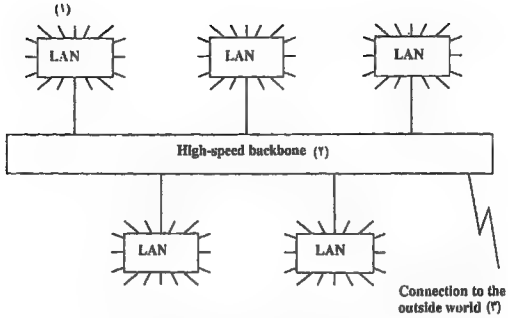 (۱)
LAN LAN LAN
High-speed backbone (۲)
LAN LAN
Connection to the
outside world (۳)